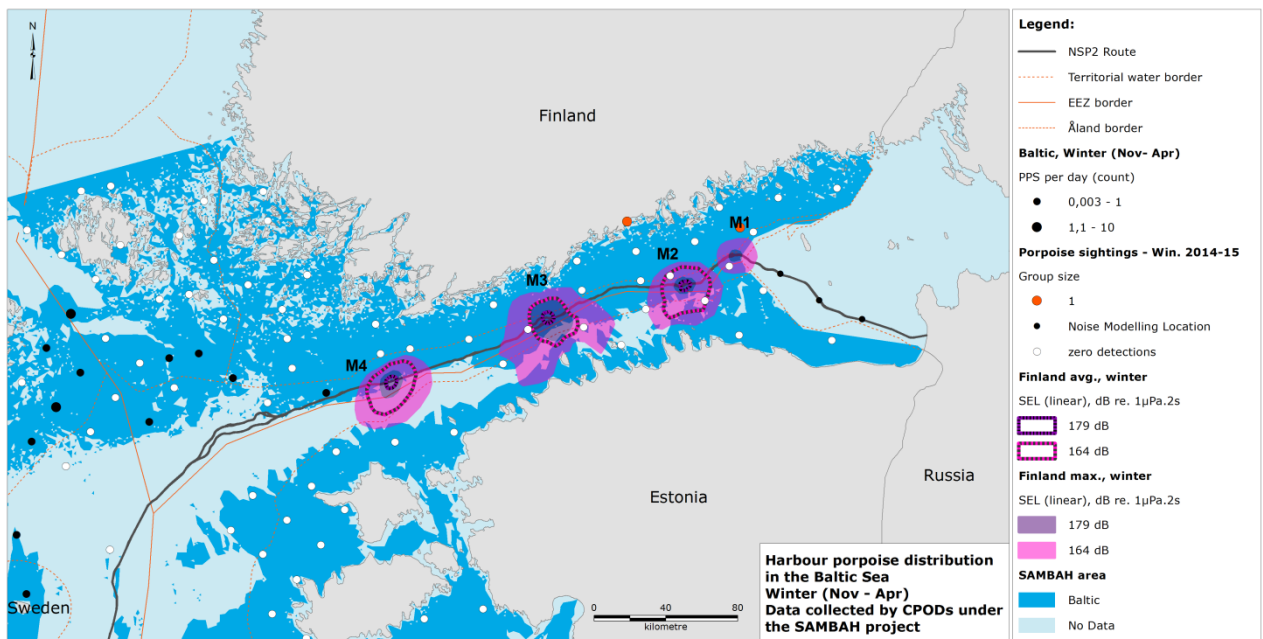 N
Finland
M1
M2
M3
M4
Estonia
Russia
Sweden
Harbour porpoise distribution
in the Baltic Sea
Winter (Nov - Apr)
Data collected by CPODs under
the SAMBAH project
0 40 80
kilometre
Legend:
NSP2 Route
Territorial water border
EEZ border
Åland border
Baltic, Winter (Nov- Apr)
PPS per day (count)
0,003 - 1
1,1 - 10
Porpoise sightings - Win. 2014-15
Group size
1
Noise Modelling Location
zero detections
Finland avg., winter
SEL (linear), dB re. 1µPa.2s
179 dB
164 dB
Finland max., winter
SEL (linear), dB re. 1µPa.2s
179 dB
164 dB
SAMBAH area
Baltic
No Data